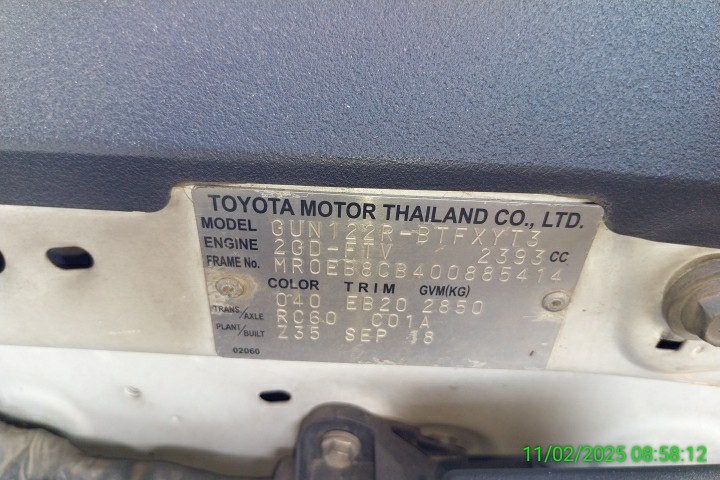 TOYOTA MOTOR THAILAND CO., LTD.
MODEL GUN122R-BTFXYT3
ENGINE 2GD-FTV 2393 CC
FRAME No. MR0EB8CB400885414
COLOR TRIM GVM(KG)
040 EB20 2850
TRANS/AXLE RC60 C01A
PLANT/BUILT Z35 SEP 18
02060
11/02/2025 08:58:12